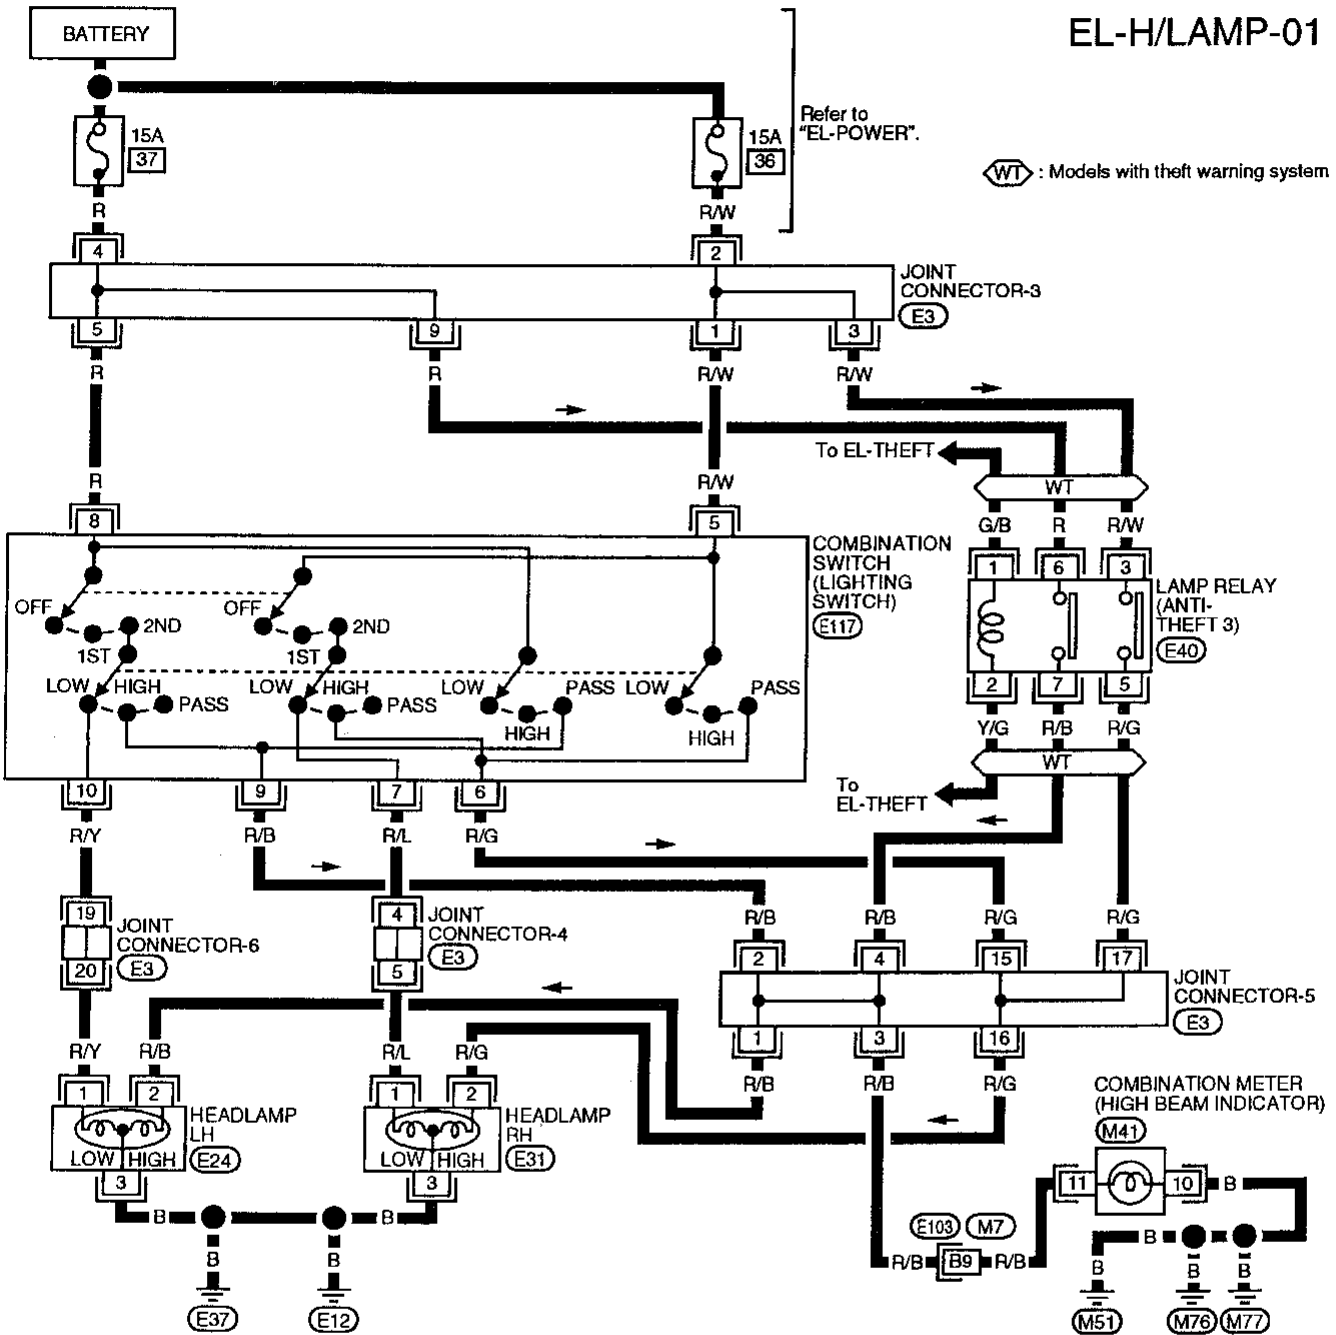 EL-H/LAMP-01
BATTERY
15A
37
15A
36
Refer to
"EL-POWER".
WT : Models with theft warning system
R
R/W
4
2
JOINT
CONNECTOR-3
E3
5
9
1
3
R
R
R/W
R/W
To EL-THEFT
WT
R
R/W
G/B
R
R/W
8
5
1
6
3
COMBINATION
SWITCH
(LIGHTING
SWITCH)
E117
LAMP RELAY
(ANTI-
THEFT 3)
E40
OFF
1ST
2ND
OFF
1ST
2ND
LOW
HIGH
PASS
LOW
HIGH
PASS
LOW
HIGH
PASS
LOW
HIGH
PASS
2
7
5
Y/G
R/B
R/G
WT
To
EL-THEFT
10
9
7
6
R/Y
R/B
R/L
R/G
19
20
JOINT
CONNECTOR-6
E3
4
5
JOINT
CONNECTOR-4
E3
R/B
R/B
R/G
R/G
2
4
15
17
JOINT
CONNECTOR-5
E3
1
3
16
R/B
R/B
R/G
R/Y
R/B
R/L
R/G
1
2
HEADLAMP
LH
E24
LOW
HIGH
3
1
2
HEADLAMP
RH
E31
LOW
HIGH
3
COMBINATION METER
(HIGH BEAM INDICATOR)
M41
11
10
B
B
B
B
B
E37
E12
E103
M7
R/B
B9
R/B
B
B
B
B
M51
M76
M77